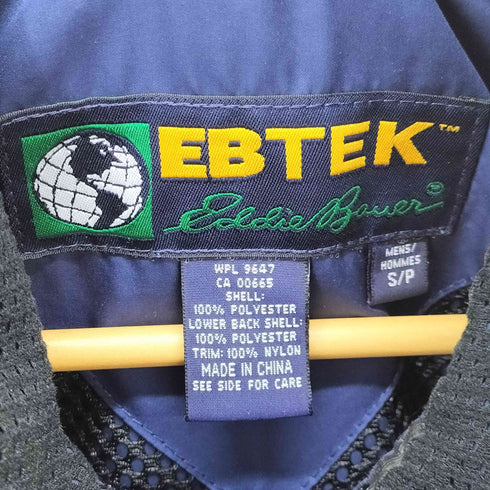 EBTEK™
Eddie Bauer®
MENS/
HOMMES
S/P
WPL 9647
CA 00665
SHELL:
100% POLYESTER
LOWER BACK SHELL:
100% POLYESTER
TRIM: 100% NYLON
MADE IN CHINA
SEE SIDE FOR CARE